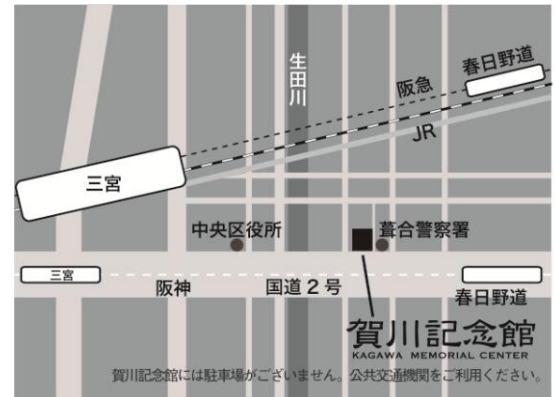 生田川
春日野道
阪急
JR
三宮
中央区役所
葺合警察署
三宮
阪神
国道2号
春日野道
賀川記念館
KAGAWA MEMORIAL CENTER
賀川記念館には駐車場がございません。公共交通機関をご利用ください。